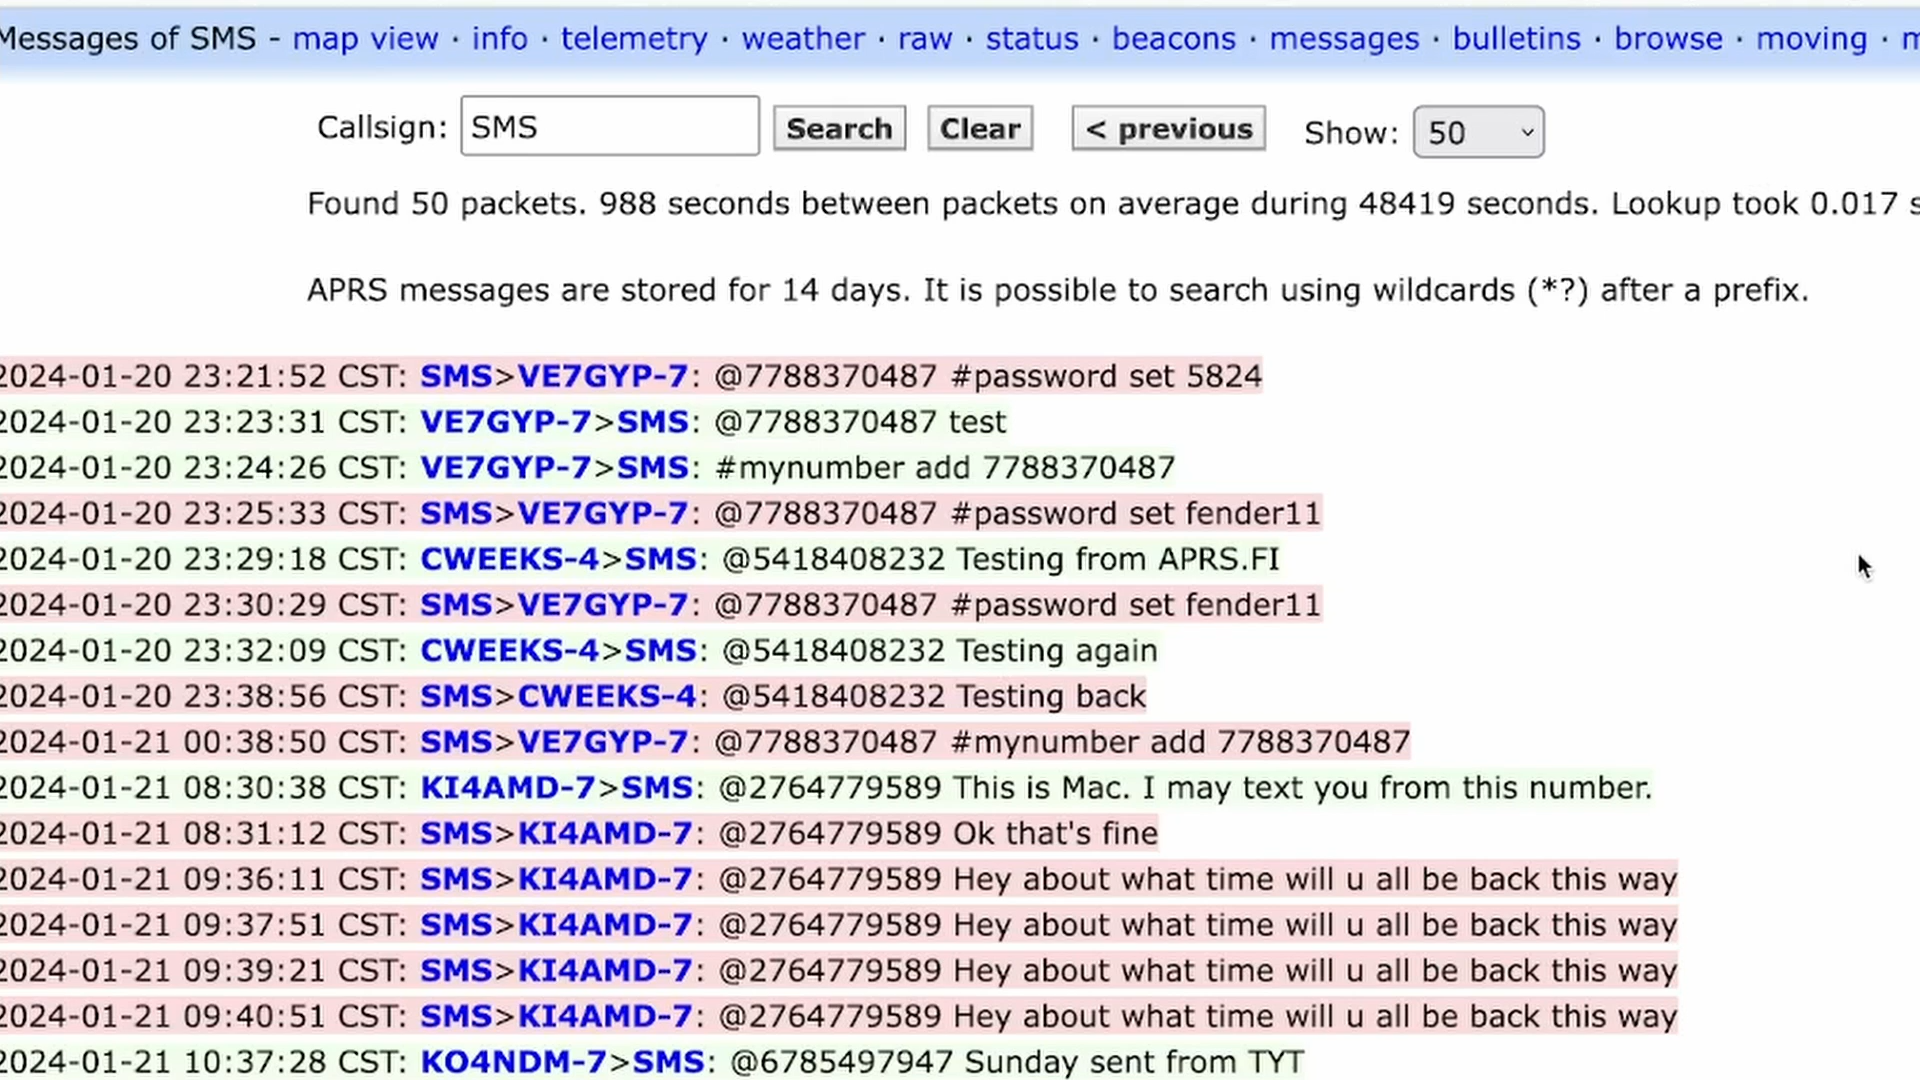 Messages of SMS - map view · info · telemetry · weather · raw · status · beacons · messages · bulletins · browse · moving ·
Callsign: SMS Search Clear < previous Show: 50
Found 50 packets. 988 seconds between packets on average during 48419 seconds. Lookup took 0.017
APRS messages are stored for 14 days. It is possible to search using wildcards (*?) after a prefix.
2024-01-20 23:21:52 CST: SMS>VE7GYP-7: @7788370487 #password set 5824
2024-01-20 23:23:31 CST: VE7GYP-7>SMS: @7788370487 test
2024-01-20 23:24:26 CST: VE7GYP-7>SMS: #mynumber add 7788370487
2024-01-20 23:25:33 CST: SMS>VE7GYP-7: @7788370487 #password set fender11
2024-01-20 23:29:18 CST: CWEEKS-4>SMS: @5418408232 Testing from APRS.FI
2024-01-20 23:30:29 CST: SMS>VE7GYP-7: @7788370487 #password set fender11
2024-01-20 23:32:09 CST: CWEEKS-4>SMS: @5418408232 Testing again
2024-01-20 23:38:56 CST: SMS>CWEEKS-4: @5418408232 Testing back
2024-01-21 00:38:50 CST: SMS>VE7GYP-7: @7788370487 #mynumber add 7788370487
2024-01-21 08:30:38 CST: KI4AMD-7>SMS: @2764779589 This is Mac. I may text you from this number.
2024-01-21 08:31:12 CST: SMS>KI4AMD-7: @2764779589 Ok that's fine
2024-01-21 09:36:11 CST: SMS>KI4AMD-7: @2764779589 Hey about what time will u all be back this way
2024-01-21 09:37:51 CST: SMS>KI4AMD-7: @2764779589 Hey about what time will u all be back this way
2024-01-21 09:39:21 CST: SMS>KI4AMD-7: @2764779589 Hey about what time will u all be back this way
2024-01-21 09:40:51 CST: SMS>KI4AMD-7: @2764779589 Hey about what time will u all be back this way
2024-01-21 10:37:28 CST: KO4NDM-7>SMS: @6785497947 Sunday sent from TYT